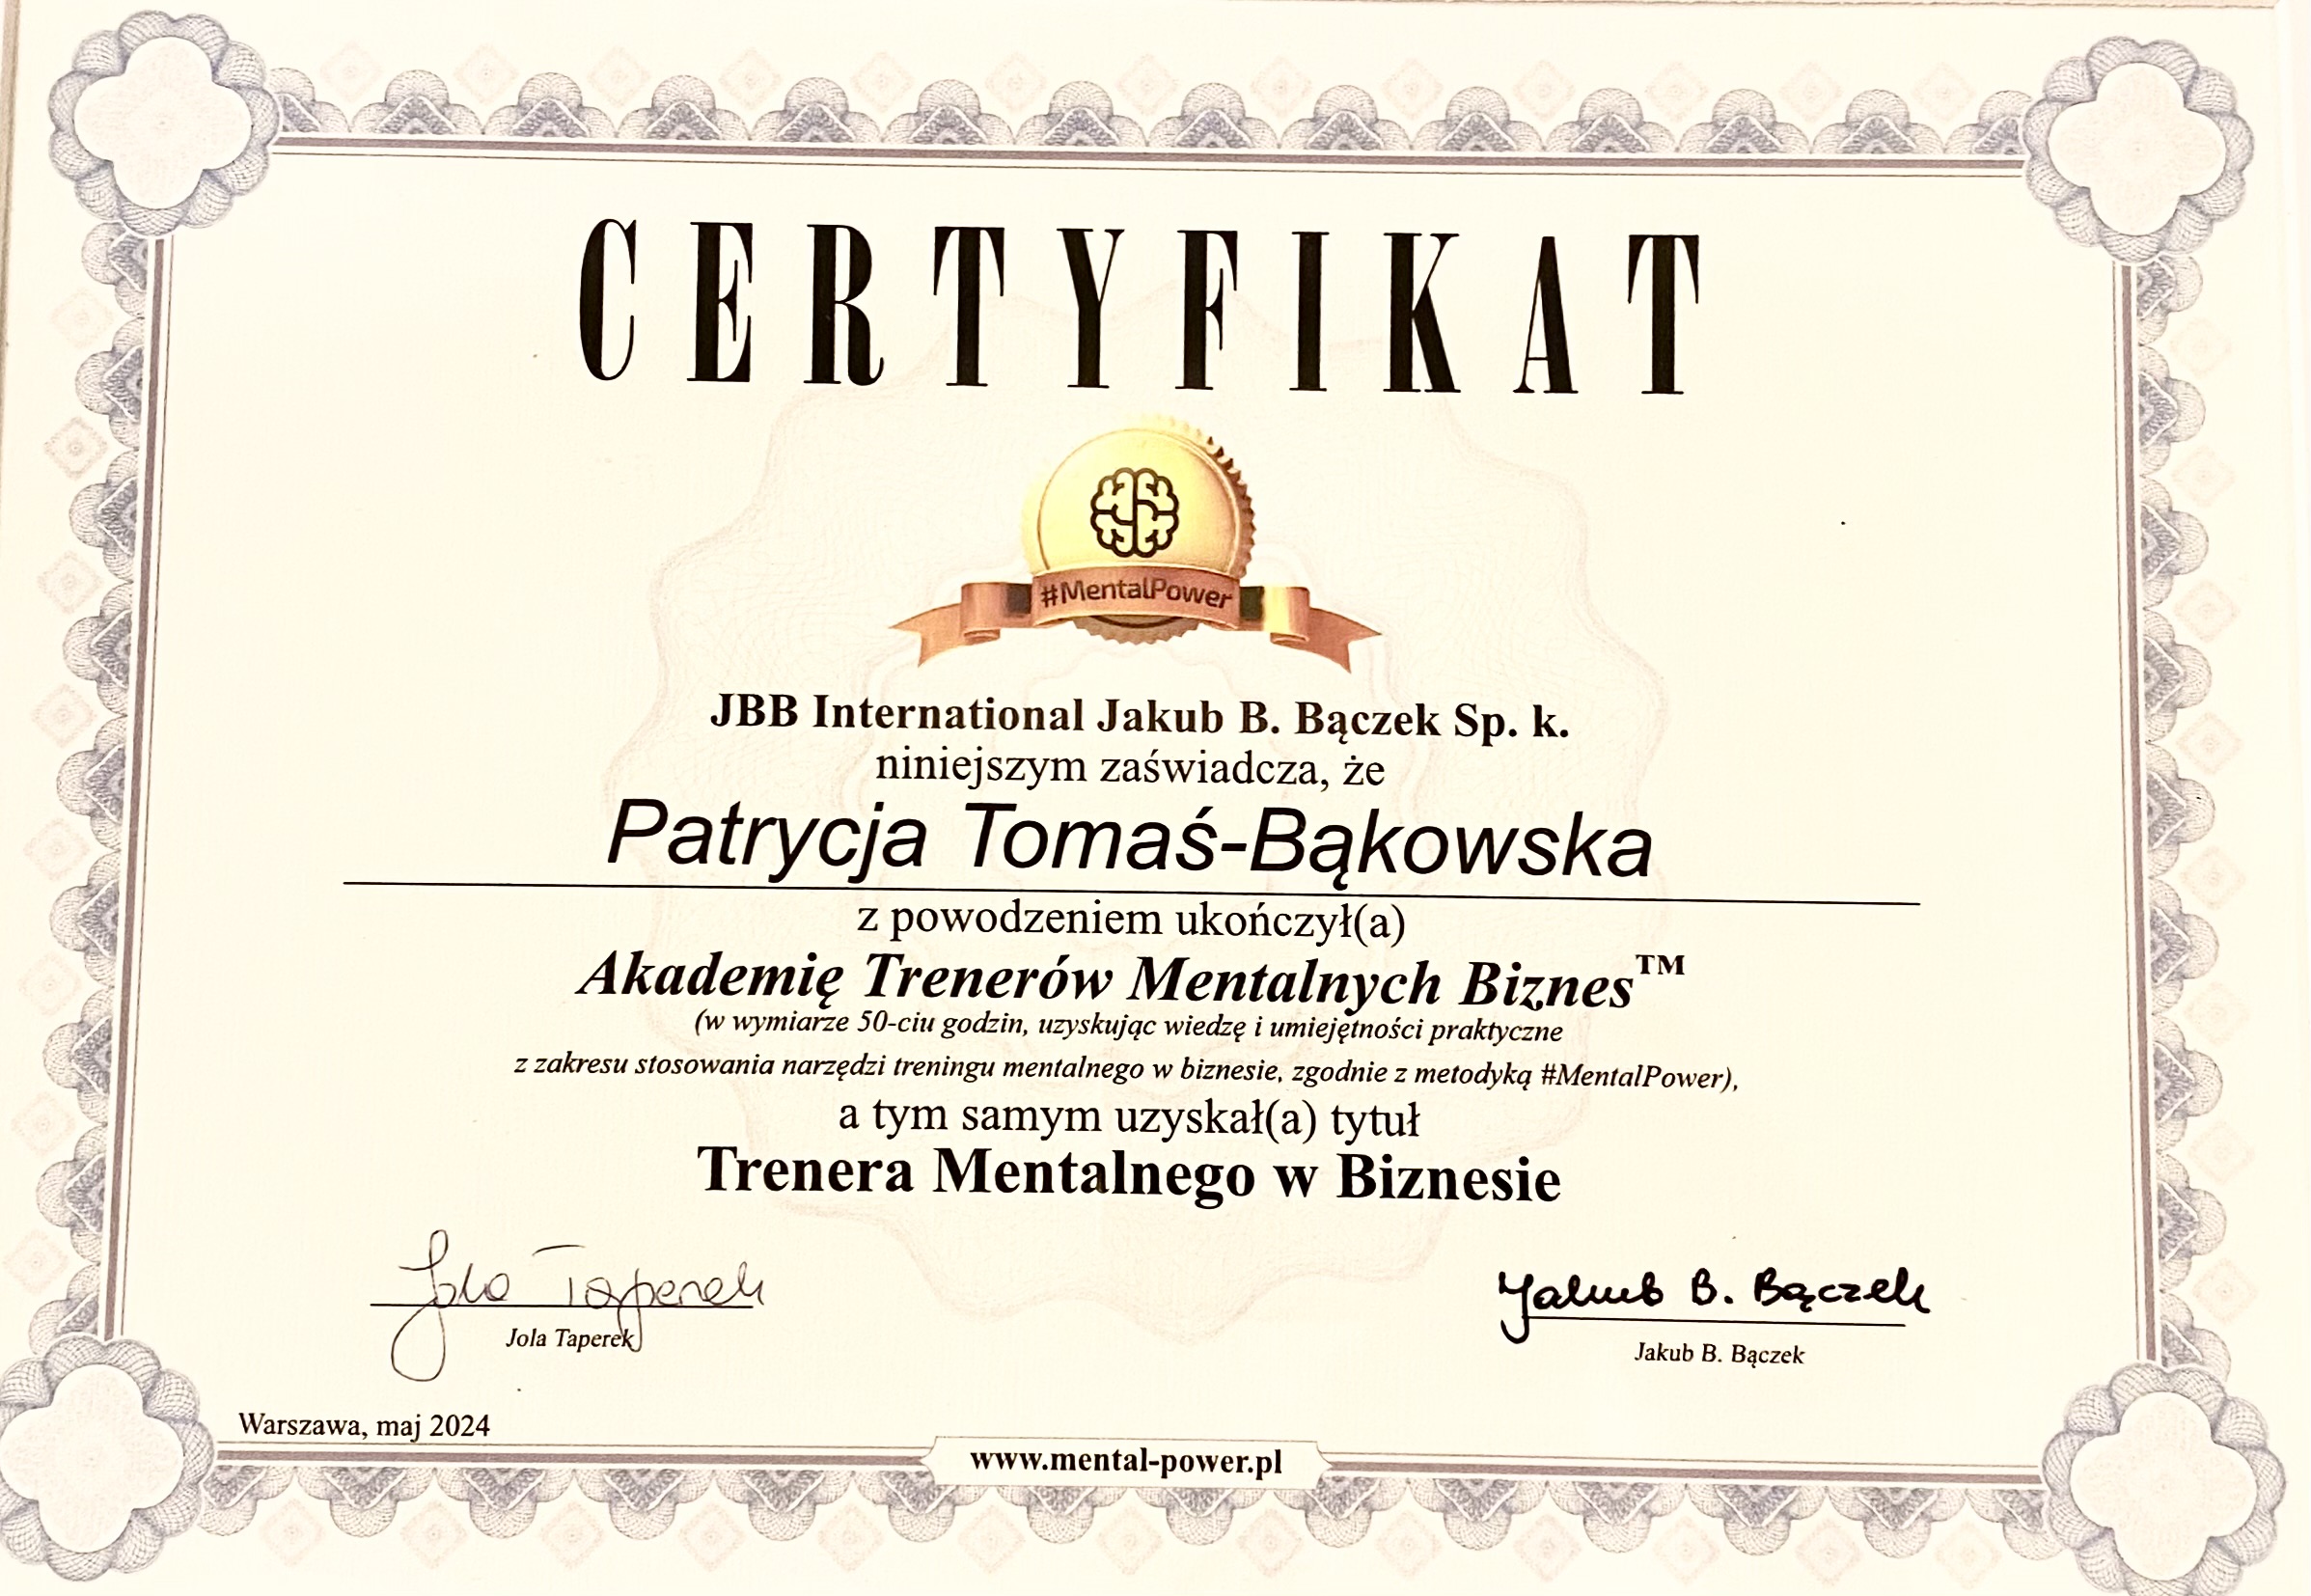 CERTYFIKAT
#MentalPower
JBB International Jakub B. Bączek Sp. k.
niniejszym zaświadcza, że
Patrycja Tomaś-Bąkowska
z powodzeniem ukończył(a)
Akademię Trenerów Mentalnych Biznes™
(w wymiarze 50-ciu godzin, uzyskując wiedzę i umiejętności praktyczne
z zakresu stosowania narzędzi treningu mentalnego w biznesie, zgodnie z metodyką #MentalPower),
a tym samym uzyskał(a) tytuł
Trenera Mentalnego w Biznesie
Jola Taperek
Jola Taperek
Jakub B. Bączek
Jakub B. Bączek
Warszawa, maj 2024
www.mental-power.pl